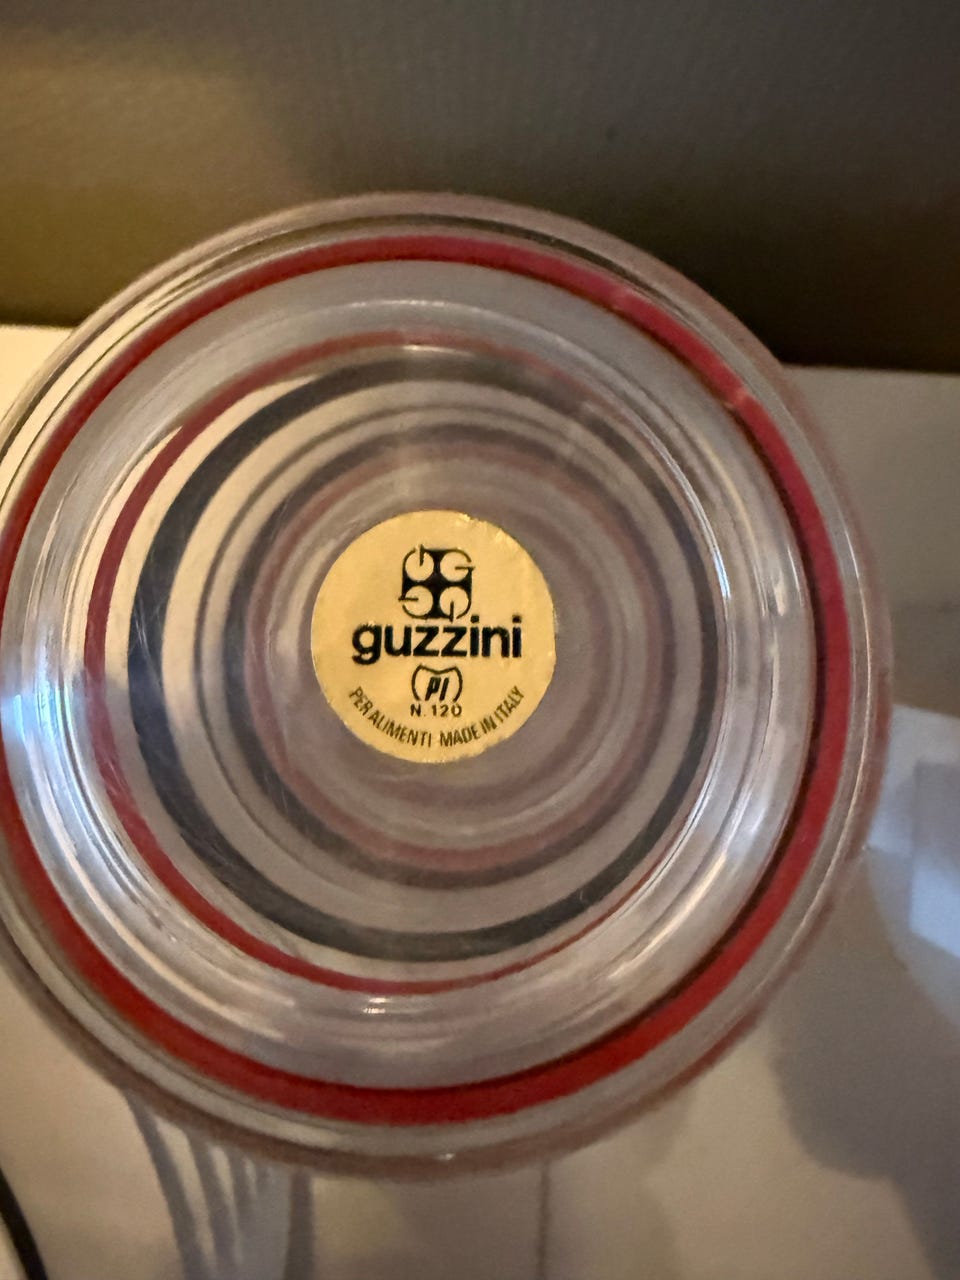 guzzini
PI
N. 120
PER ALIMENTI MADE IN ITALY